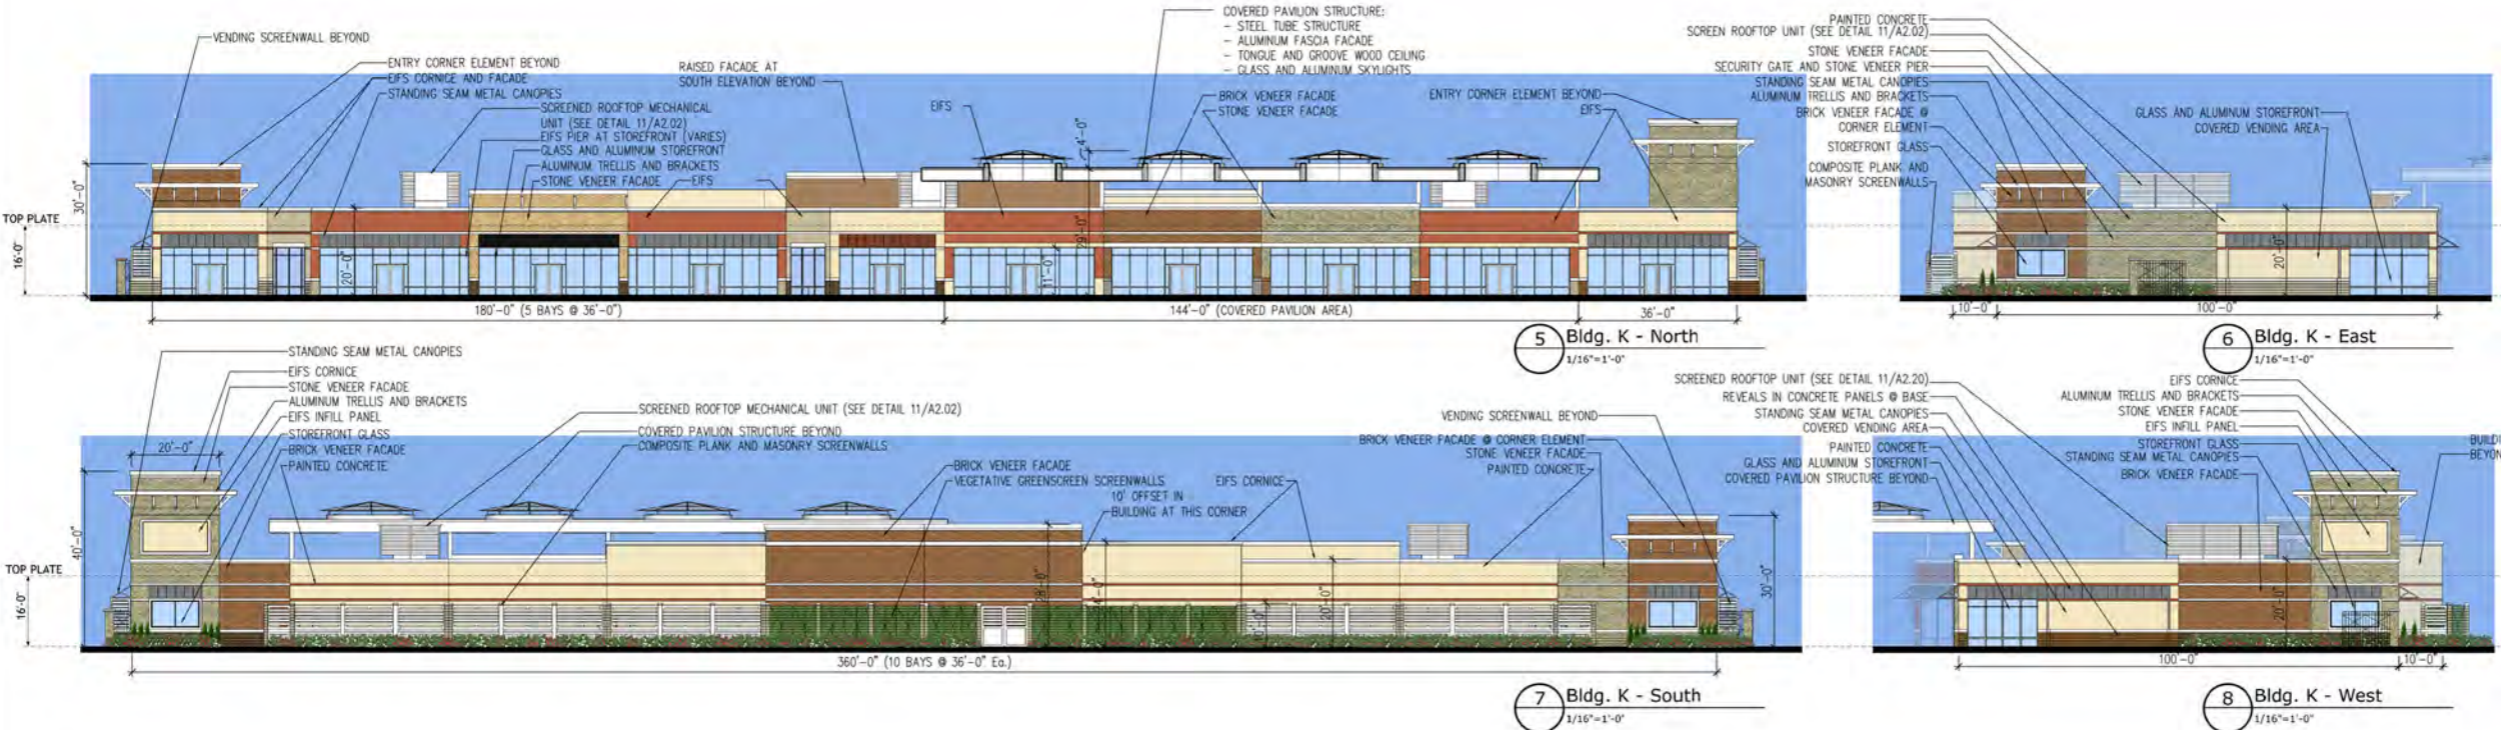 COVERED PAVILION STRUCTURE:
- STEEL TUBE STRUCTURE
- ALUMINUM FASCIA FACADE
- TONGUE AND GROOVE WOOD CEILING
- GLASS AND ALUMINUM SKYLIGHTS
VENDING SCREENWALL BEYOND
ENTRY CORNER ELEMENT BEYOND
EIFS CORNICE AND FACADE
STANDING SEAM METAL CANOPIES
RAISED FACADE AT
SOUTH ELEVATION BEYOND
SCREENED ROOFTOP MECHANICAL
UNIT (SEE DETAIL 11/A2.02)
EIFS PIER AT STOREFRONT (VARIES)
GLASS AND ALUMINUM STOREFRONT
ALUMINUM TRELLIS AND BRACKETS
STONE VENEER FACADE
EIFS
EIFS
BRICK VENEER FACADE
STONE VENEER FACADE
ENTRY CORNER ELEMENT BEYOND
EIFS
4'-0"
30'-0"
TOP PLATE
16'-0"
20'-0"
29'-0"
11'-0"
180'-0" (5 BAYS @ 36'-0")
144'-0" (COVERED PAVILION AREA)
36'-0"
5 Bldg. K - North
1/16"=1'-0"
PAINTED CONCRETE
SCREEN ROOFTOP UNIT (SEE DETAIL 11/A2.02)
STONE VENEER FACADE
SECURITY GATE AND STONE VENEER PIER
STANDING SEAM METAL CANOPIES
ALUMINUM TRELLIS AND BRACKETS
BRICK VENEER FACADE @
CORNER ELEMENT
STOREFRONT GLASS
COMPOSITE PLANK AND
MASONRY SCREENWALLS
GLASS AND ALUMINUM STOREFRONT
COVERED VENDING AREA
20'-0"
10'-0"
100'-0"
6 Bldg. K - East
1/16"=1'-0"
STANDING SEAM METAL CANOPIES
EIFS CORNICE
STONE VENEER FACADE
ALUMINUM TRELLIS AND BRACKETS
EIFS INFILL PANEL
STOREFRONT GLASS
BRICK VENEER FACADE
PAINTED CONCRETE
SCREENED ROOFTOP MECHANICAL UNIT (SEE DETAIL 11/A2.02)
COVERED PAVILION STRUCTURE BEYOND
COMPOSITE PLANK AND MASONRY SCREENWALLS
BRICK VENEER FACADE
VEGETATIVE GREENSCREEN SCREENWALLS
10' OFFSET IN
BUILDING AT THIS CORNER
EIFS CORNICE
VENDING SCREENWALL BEYOND
BRICK VENEER FACADE @ CORNER ELEMENT
STONE VENEER FACADE
PAINTED CONCRETE
20'-0"
40'-0"
TOP PLATE
16'-0"
28'-0"
20'-0"
30'-0"
360'-0" (10 BAYS @ 36'-0" Ea.)
7 Bldg. K - South
1/16"=1'-0"
SCREENED ROOFTOP UNIT (SEE DETAIL 11/A2.20)
REVEALS IN CONCRETE PANELS @ BASE
STANDING SEAM METAL CANOPIES
COVERED VENDING AREA
PAINTED CONCRETE
GLASS AND ALUMINUM STOREFRONT
COVERED PAVILION STRUCTURE BEYOND
EIFS CORNICE
ALUMINUM TRELLIS AND BRACKETS
STONE VENEER FACADE
EIFS INFILL PANEL
STOREFRONT GLASS
STANDING SEAM METAL CANOPIES
BRICK VENEER FACADE
20'-0"
100'-0"
10'-0"
8 Bldg. K - West
1/16"=1'-0"